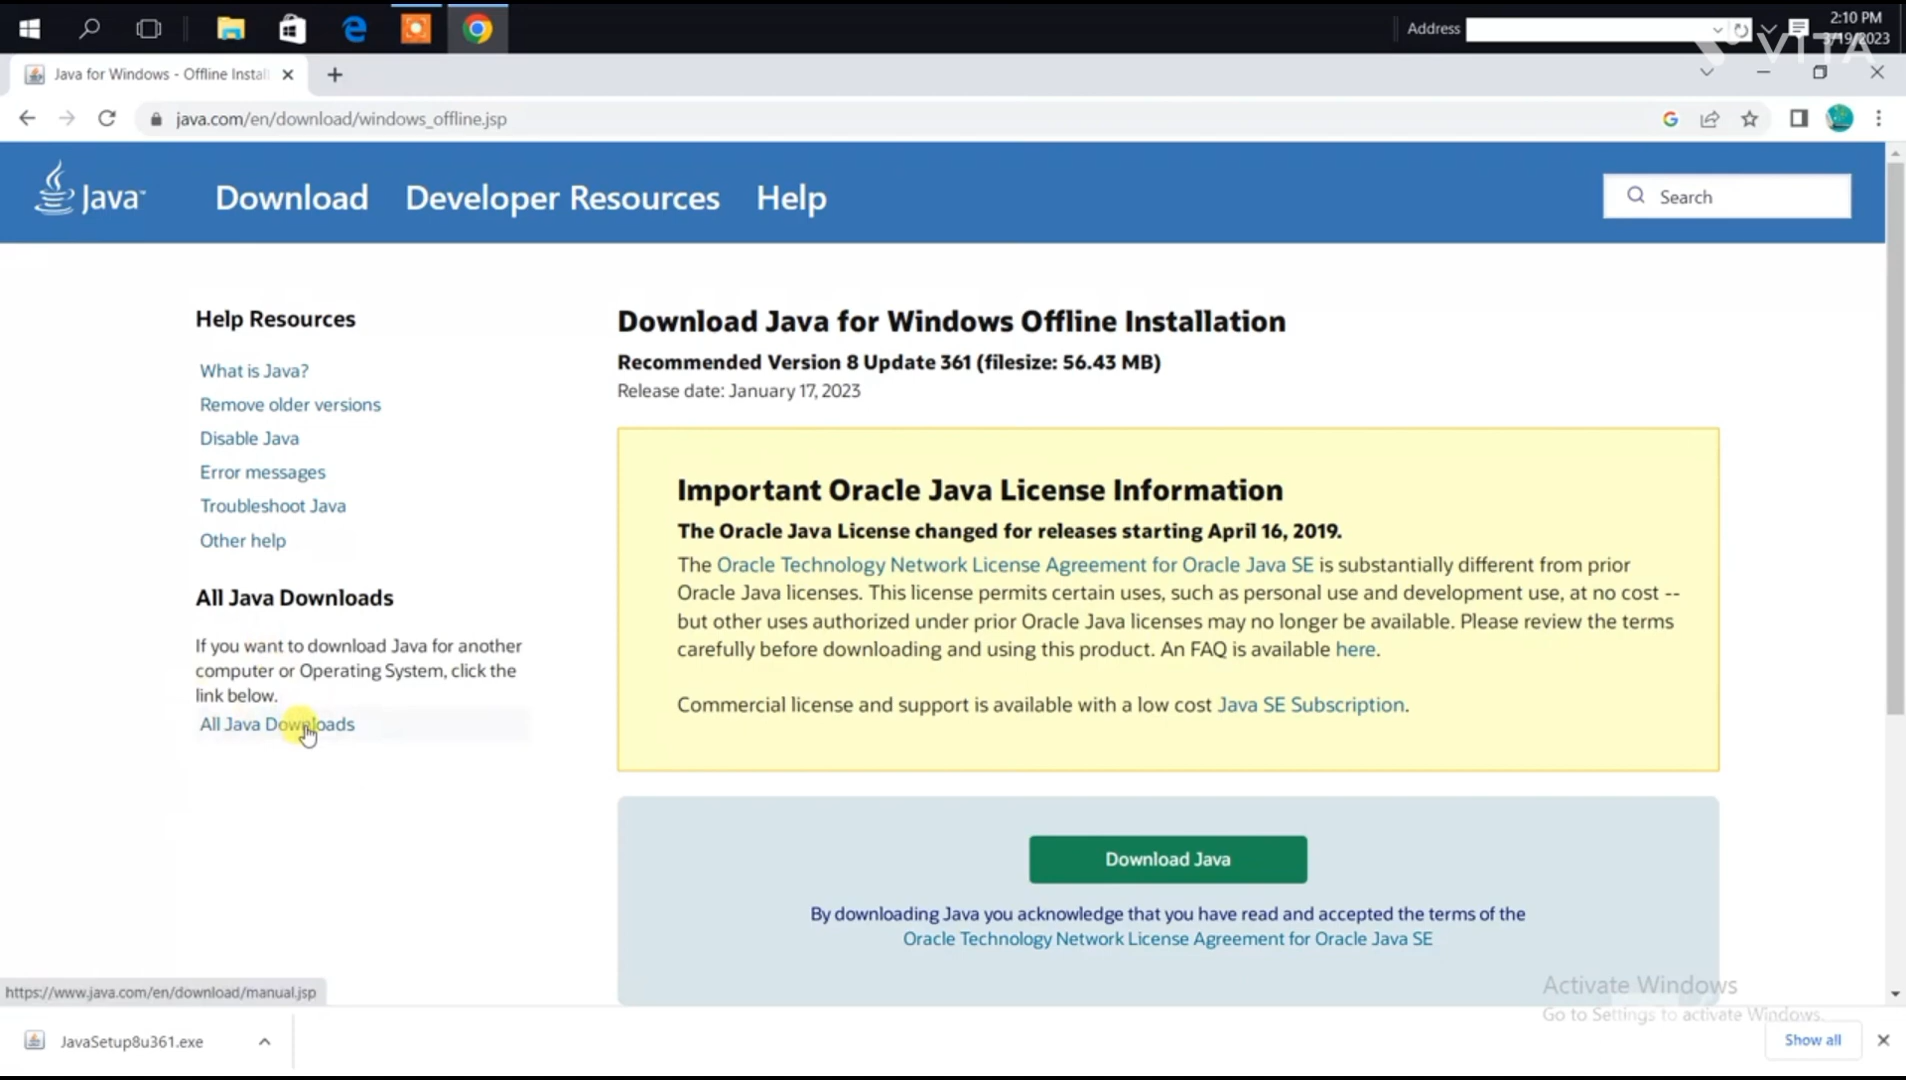 Address
2:10 PM
3/19/2023
VITA
Java for Windows - Offline Instal
java.com/en/download/windows_offline.jsp
Java™
Download
Developer Resources
Help
Search
Help Resources
What is Java?
Remove older versions
Disable Java
Error messages
Troubleshoot Java
Other help
All Java Downloads
If you want to download Java for another
computer or Operating System, click the
link below.
All Java Downloads
Download Java for Windows Offline Installation
Recommended Version 8 Update 361 (filesize: 56.43 MB)
Release date: January 17, 2023
Important Oracle Java License Information
The Oracle Java License changed for releases starting April 16, 2019.
The Oracle Technology Network License Agreement for Oracle Java SE is substantially different from prior
Oracle Java licenses. This license permits certain uses, such as personal use and development use, at no cost --
but other uses authorized under prior Oracle Java licenses may no longer be available. Please review the terms
carefully before downloading and using this product. An FAQ is available here.
Commercial license and support is available with a low cost Java SE Subscription.
Download Java
By downloading Java you acknowledge that you have read and accepted the terms of the
Oracle Technology Network License Agreement for Oracle Java SE
Activate Windows
Go to Settings to activate Windows.
https://www.java.com/en/download/manual.jsp
JavaSetup8u361.exe
Show all